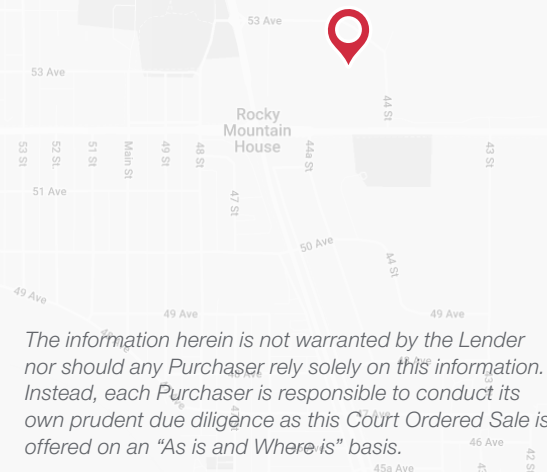 53 Ave
53 Ave
44 St
Rocky
Mountain
House
53 St
52 St.
51 St
Main St
49 St
48 St
44a St
43 St
51 Ave
47 St
50 Ave
44 St
49 Ave
49 Ave
49 Ave
The information herein is not warranted by the Lender
nor should any Purchaser rely solely on this information.
Instead, each Purchaser is responsible to conduct its
own prudent due diligence as this Court Ordered Sale is
offered on an “As is and Where is” basis.
46 Ave
45a Ave
42 St